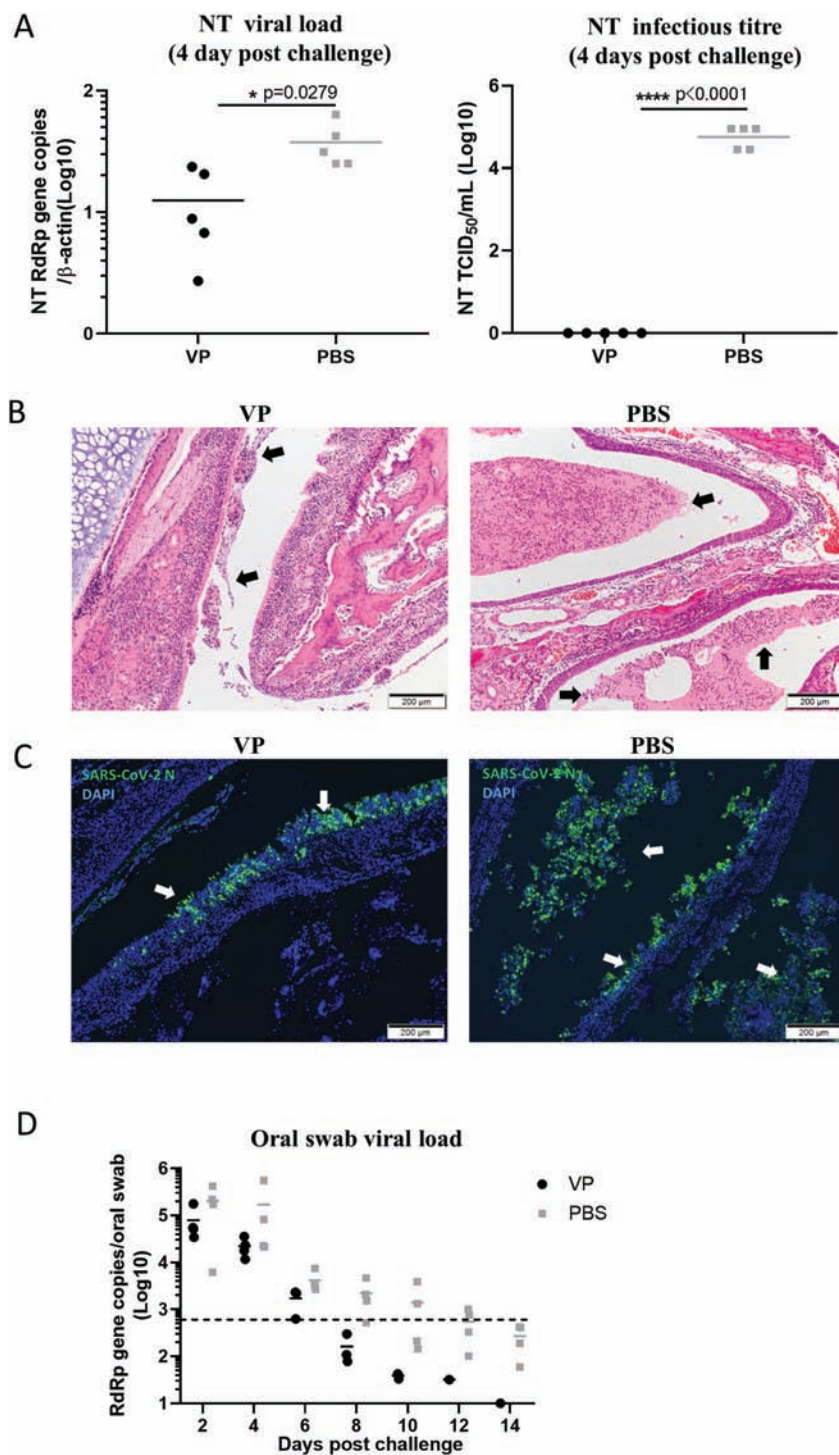 A
NT viral load
(4 day post challenge)
* p=0.0279
NT RdRp gene copies
/β-actin(Log10)
2
1
0
VP
PBS
NT infectious titre
(4 days post challenge)
**** p<0.0001
NT TCID50/mL (Log10)
6
4
2
0
VP
PBS
B
VP
PBS
200 µm
200 µm
C
VP
PBS
SARS-CoV-2 N
DAPI
SARS-CoV-2 N
DAPI
200 µm
200 µm
D
Oral swab viral load
RdRp gene copies/oral swab
(Log10)
6
5
4
3
2
1
2 4 6 8 10 12 14
Days post challenge
VP
PBS